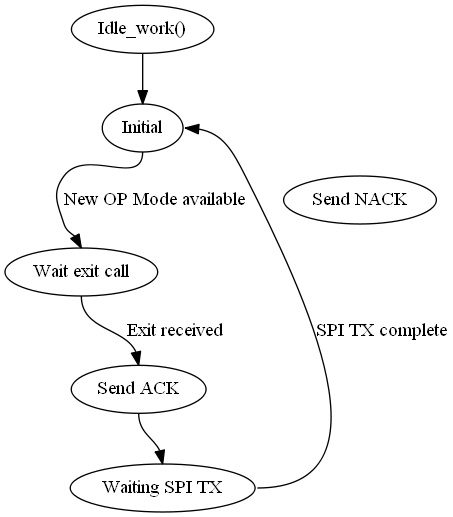 Idle_work()
Initial
New OP Mode available
Send NACK
Wait exit call
Exit received
SPI TX complete
Send ACK
Waiting SPI TX